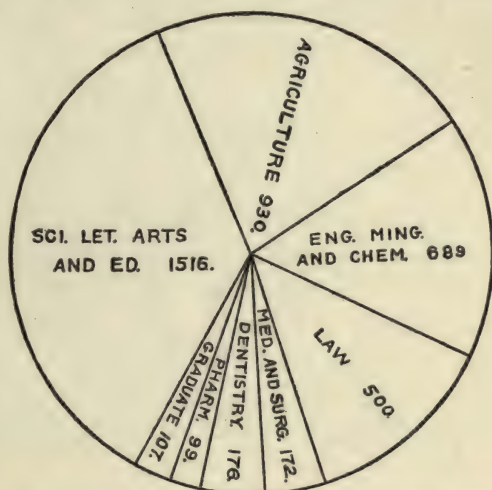 AGRICULTURE 930.
SCI. LET. ARTS
AND ED. 1516.
ENG. MING.
AND CHEM. 689
LAW 500.
MED. AND SURG. 172.
DENTISTRY 176.
PHARM. 99.
GRADUATE 107.